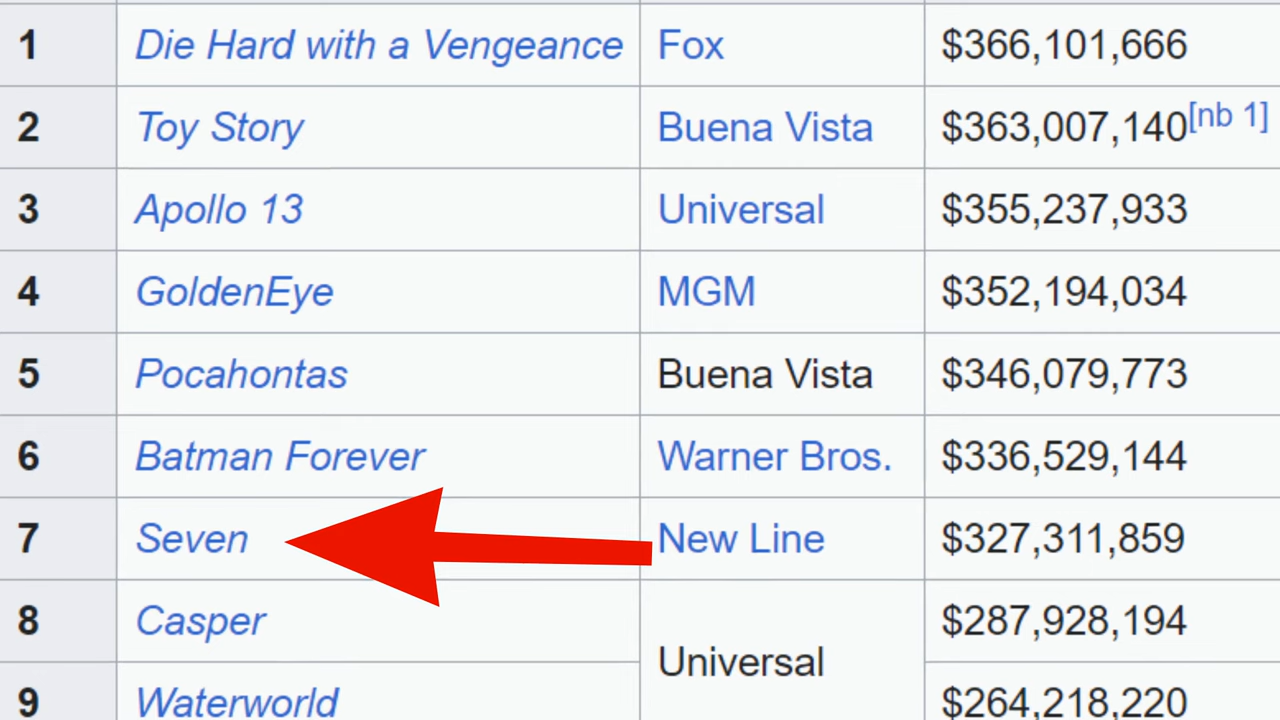 1 Die Hard with a Vengeance Fox $366,101,666
2 Toy Story Buena Vista $363,007,140[nb 1]
3 Apollo 13 Universal $355,237,933
4 GoldenEye MGM $352,194,034
5 Pocahontas Buena Vista $346,079,773
6 Batman Forever Warner Bros. $336,529,144
7 Seven New Line $327,311,859
8 Casper $287,928,194
Universal
9 Waterworld $264,218,220